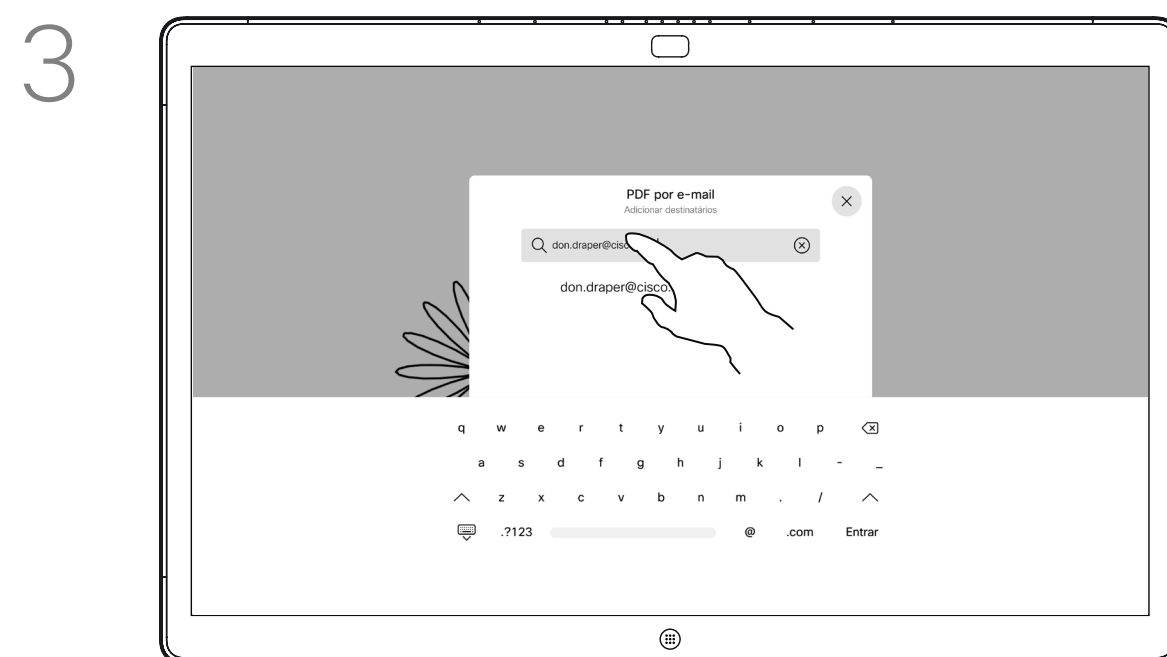 3
PDF por e-mail
Adicionar destinatários
don.draper@cisco
don.draper@cisco.
q w e r t y u i o p
a s d f g h j k l - _
z x c v b n m . /
.?123 @ .com Entrar